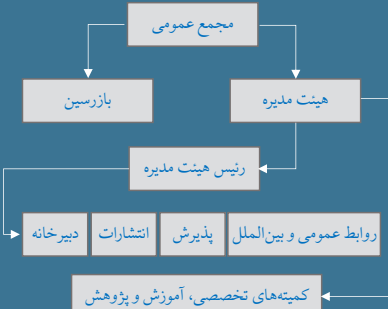 مجمع عمومی
هیئت مدیره
بازرسین
رئیس هیئت مدیره
روابط عمومی و بین‌الملل
پذیرش
انتشارات
دبیرخانه
کمیته‌های تخصصی، آموزش و پژوهش